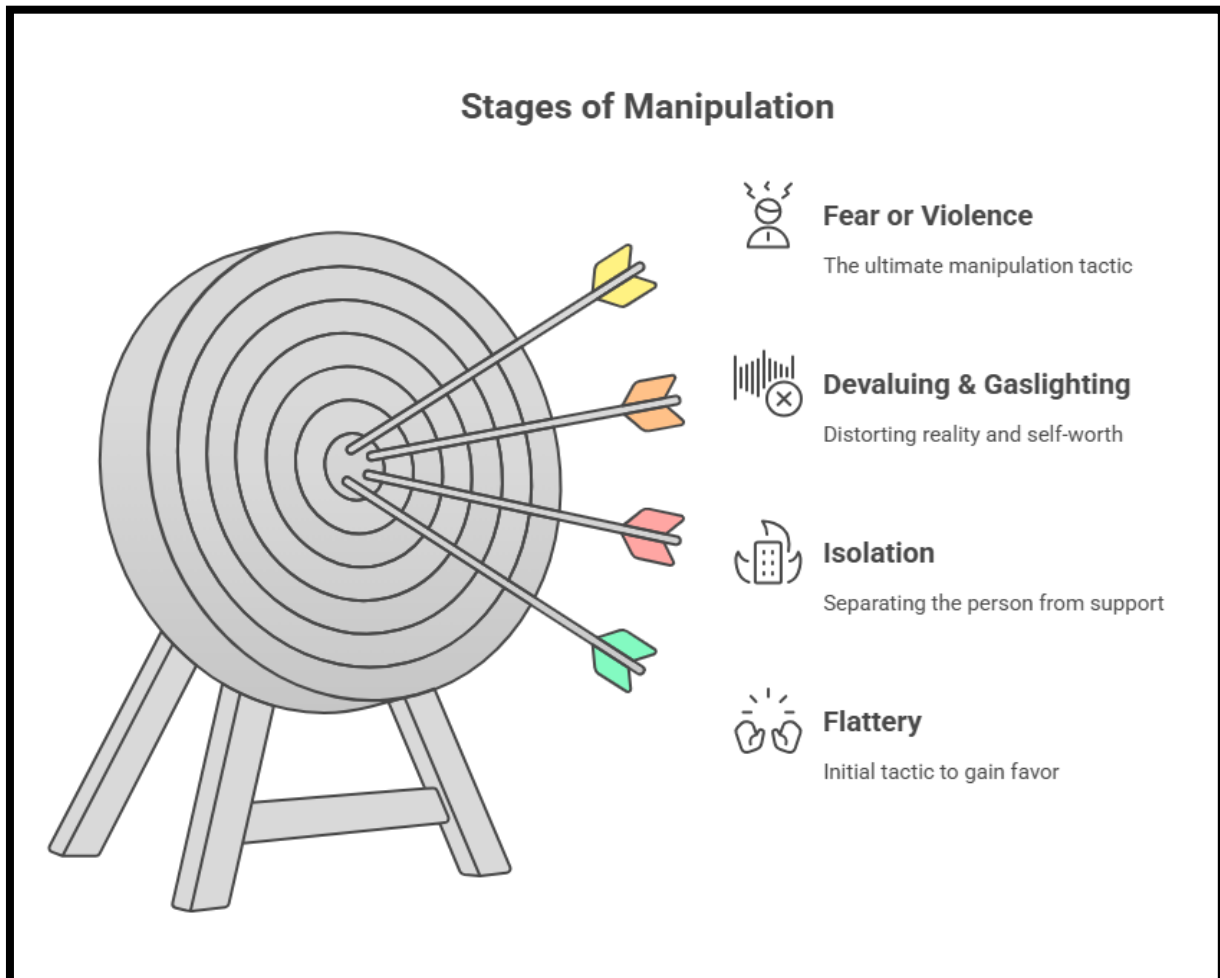 Stages of Manipulation
Fear or Violence
The ultimate manipulation tactic
Devaluing & Gaslighting
Distorting reality and self-worth
Isolation
Separating the person from support
Flattery
Initial tactic to gain favor